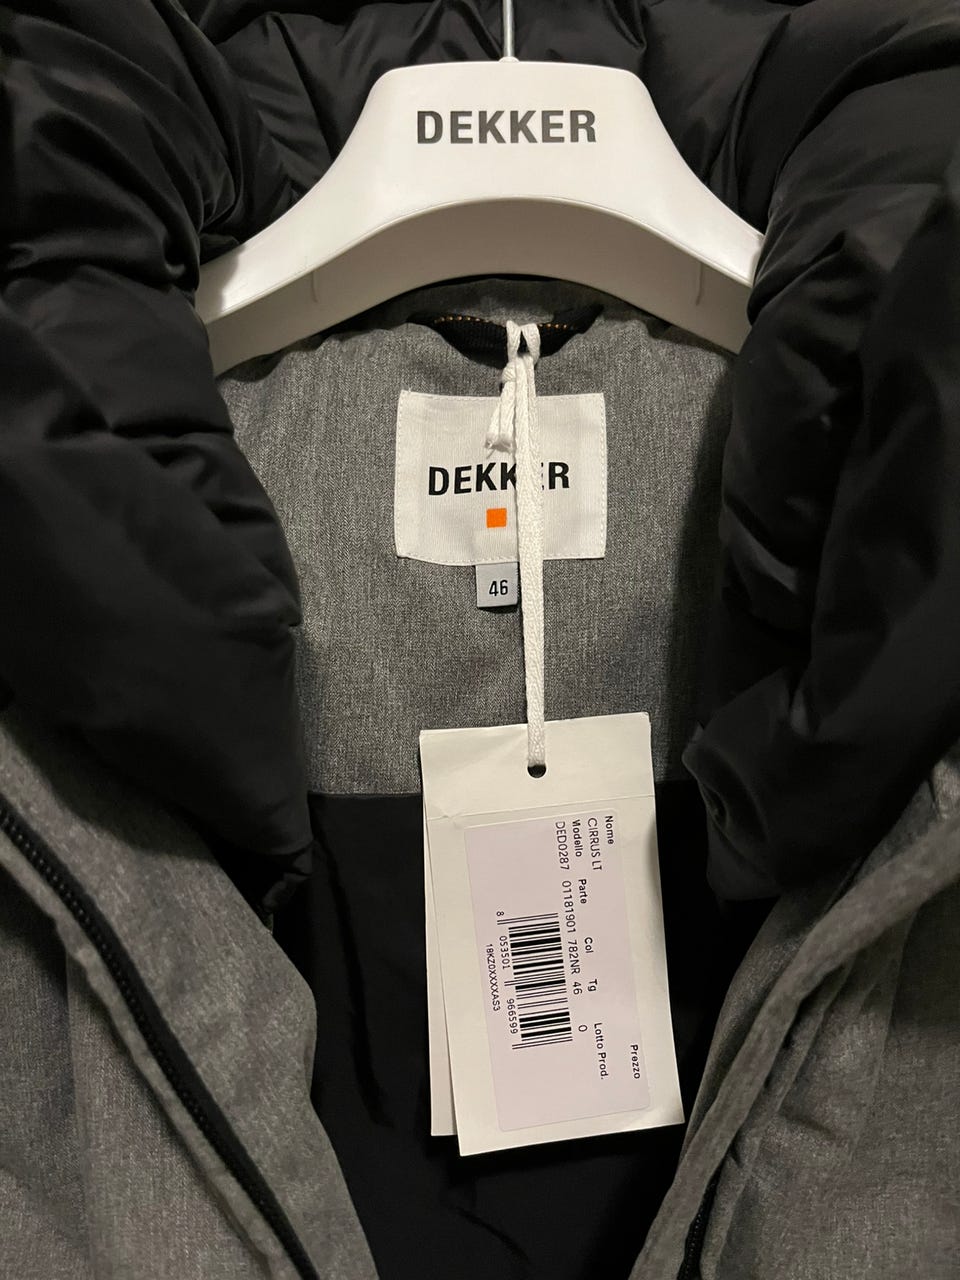 DEKKER
DEKKER
46
Prezzo
Nome
CIRRUS LT
Modello Parte Col Tg Lotto Prod.
DED0287 01181901 782NR 46 0
8 053501 966599
18KZ0XXXXAS3